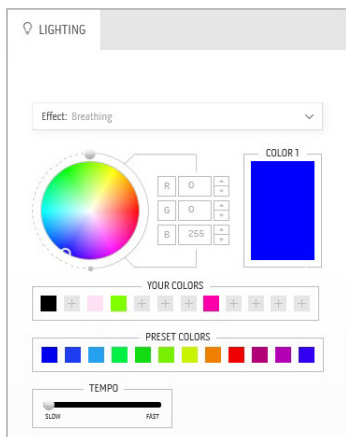 LIGHTING
Effect: Breathing
COLOR 1
R 0
G 0
B 255
YOUR COLORS
PRESET COLORS
TEMPO
SLOW FAST